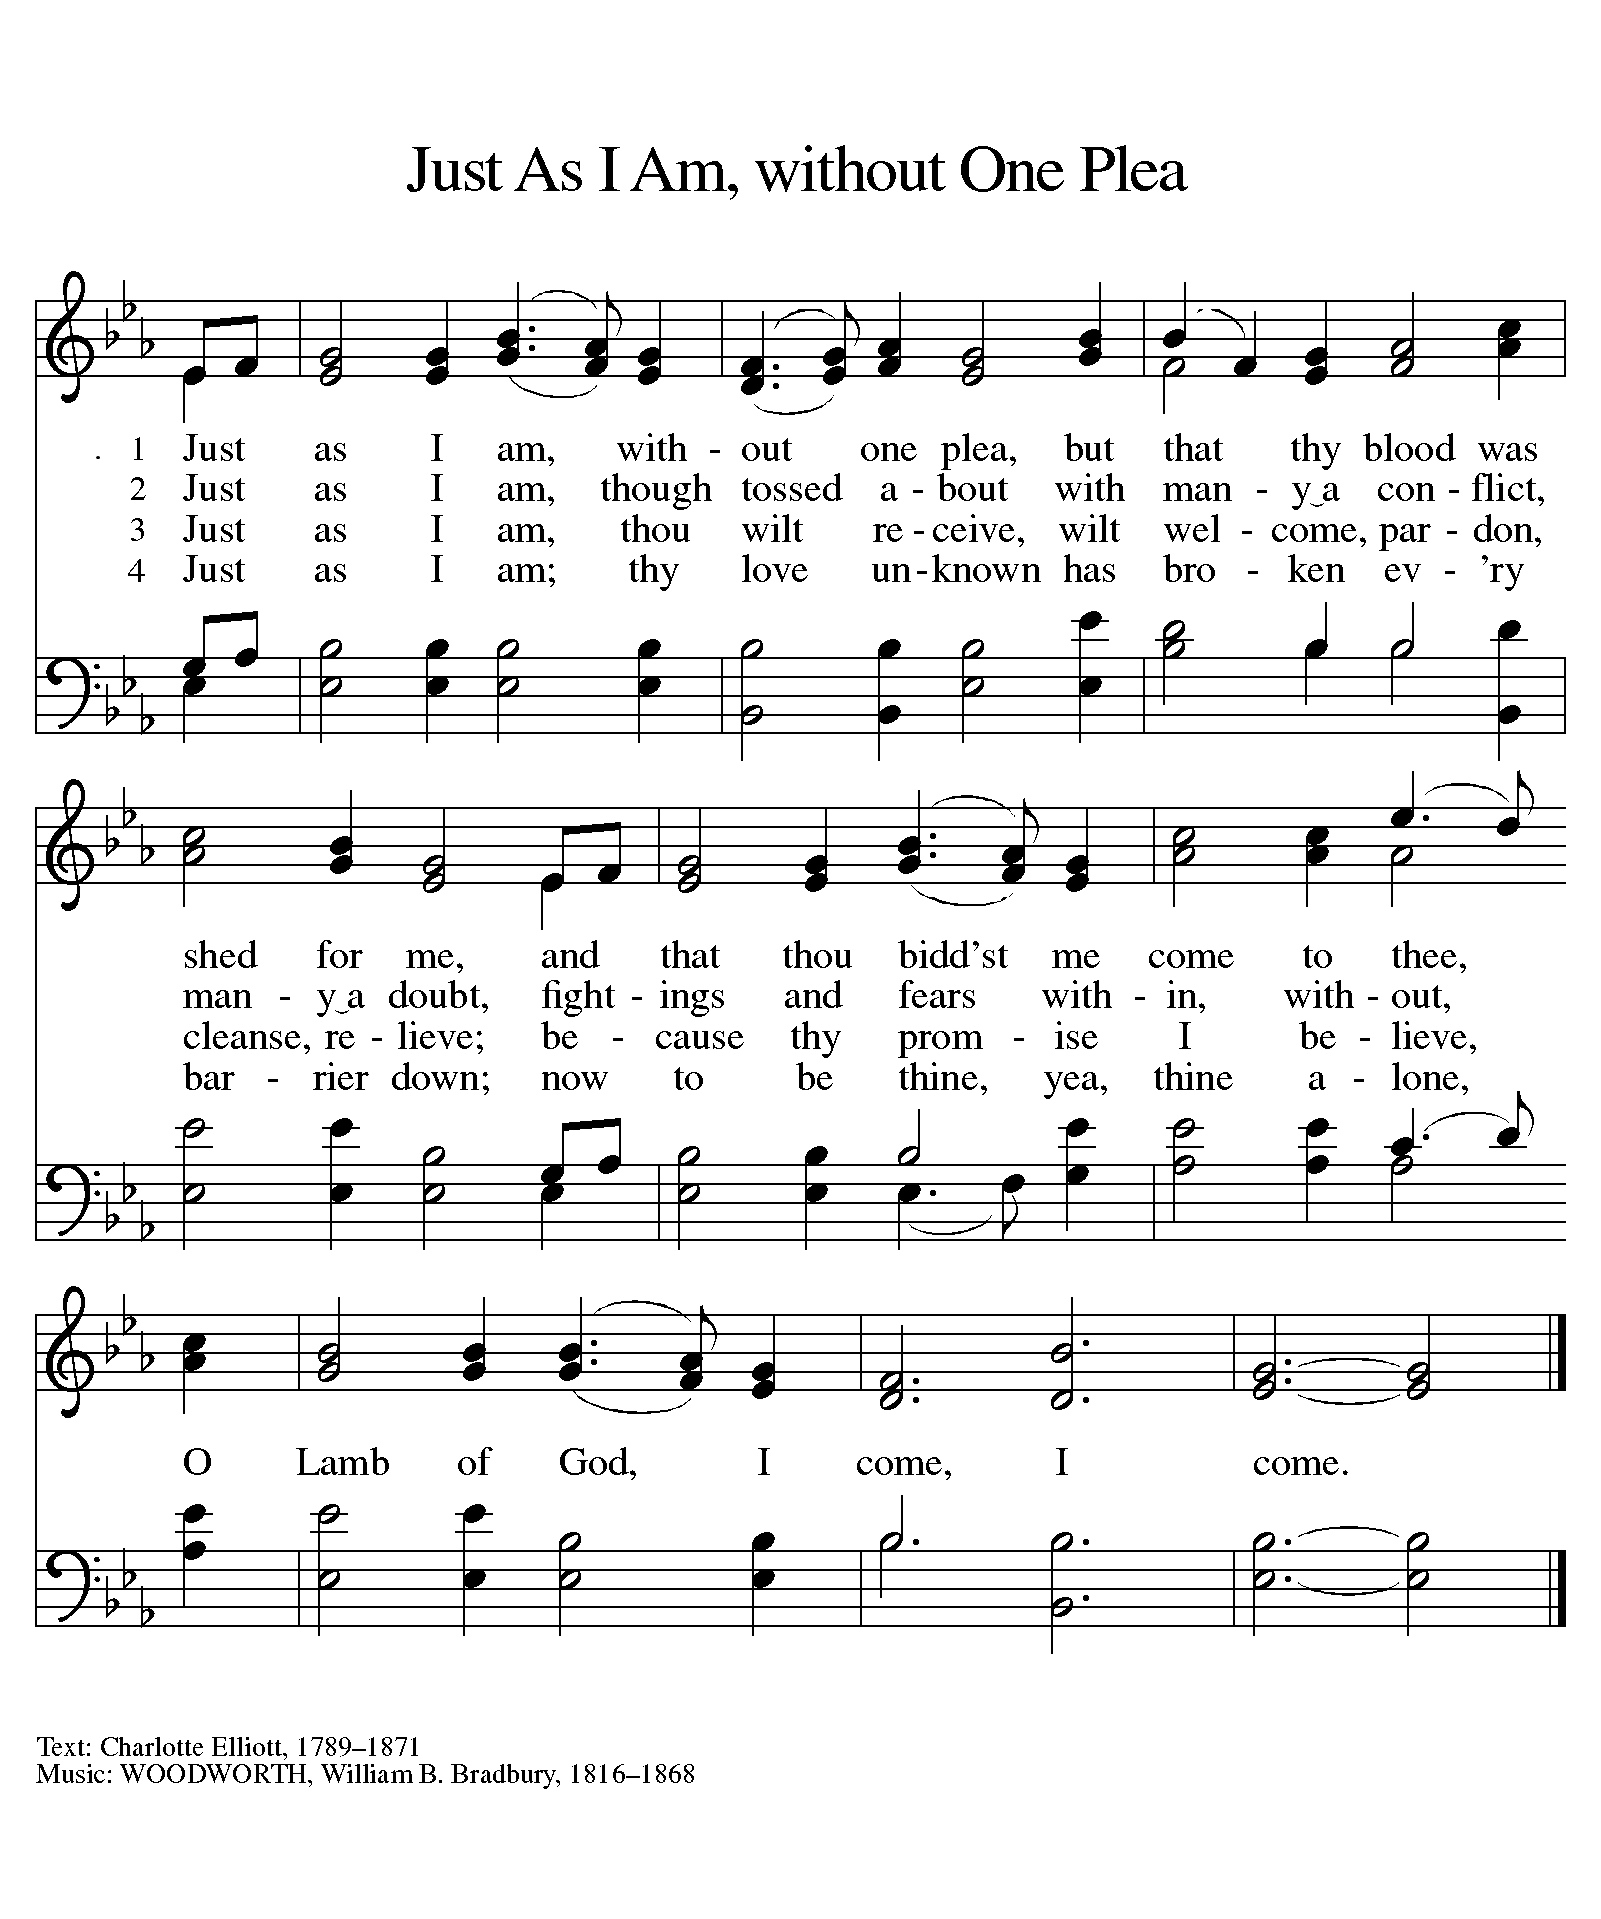 Just As I Am, without One Plea
. 1 Just as I am, with - out one plea, but that thy blood was
2 Just as I am, though tossed a - bout with man - y a con - flict,
3 Just as I am, thou wilt re - ceive, wilt wel - come, par - don,
4 Just as I am; thy love un - known has bro - ken ev - 'ry
shed for me, and that thou bidd'st me come to thee,
man - y a doubt, fight - ings and fears with - in, with - out,
cleanse, re - lieve; be - cause thy prom - ise I be - lieve,
bar - rier down; now to be thine, yea, thine a - lone,
O Lamb of God, I come, I come.
Text: Charlotte Elliott, 1789–1871
Music: WOODWORTH, William B. Bradbury, 1816–1868